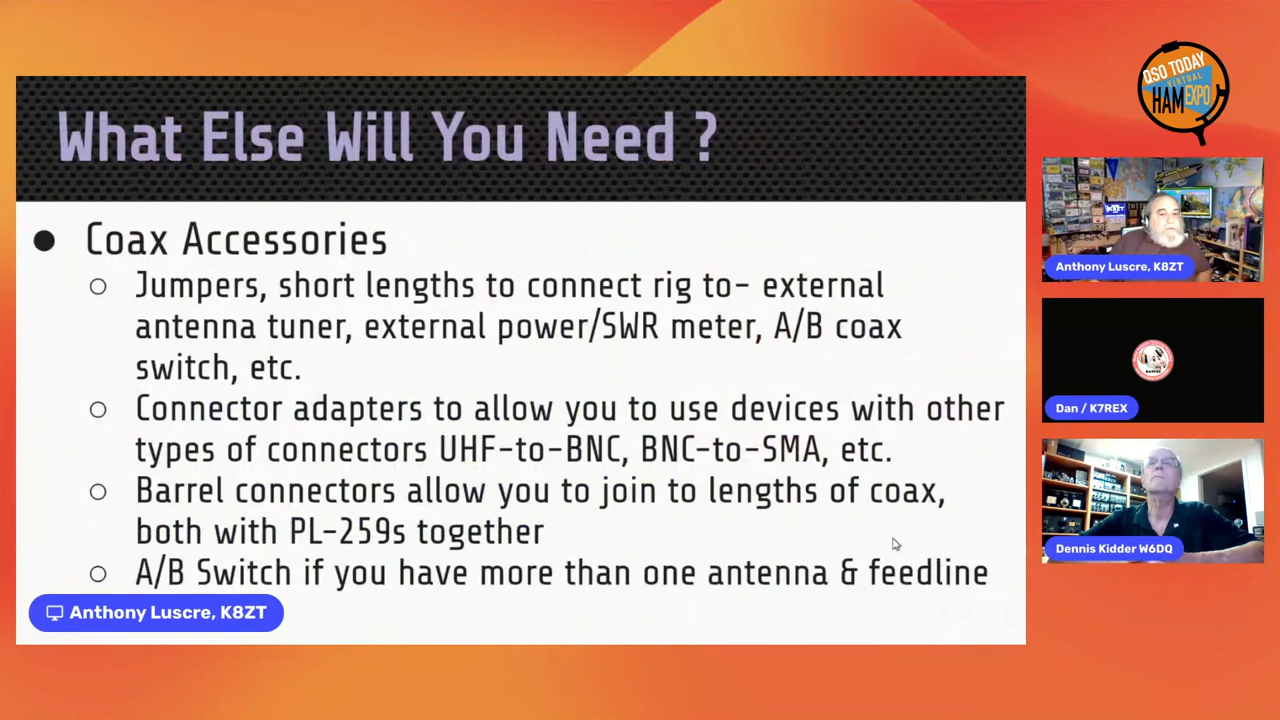 What Else Will You Need ?
● Coax Accessories
○ Jumpers, short lengths to connect rig to- external
antenna tuner, external power/SWR meter, A/B coax
switch, etc.
○ Connector adapters to allow you to use devices with other
types of connectors UHF-to-BNC, BNC-to-SMA, etc.
○ Barrel connectors allow you to join to lengths of coax,
both with PL-259s together
○ A/B Switch if you have more than one antenna & feedline
Anthony Luscre, K8ZT
QSO TODAY
VIRTUAL
HAM EXPO
K8ZT
Anthony Luscre, K8ZT
Dan / K7REX
Dennis Kidder W6DQ